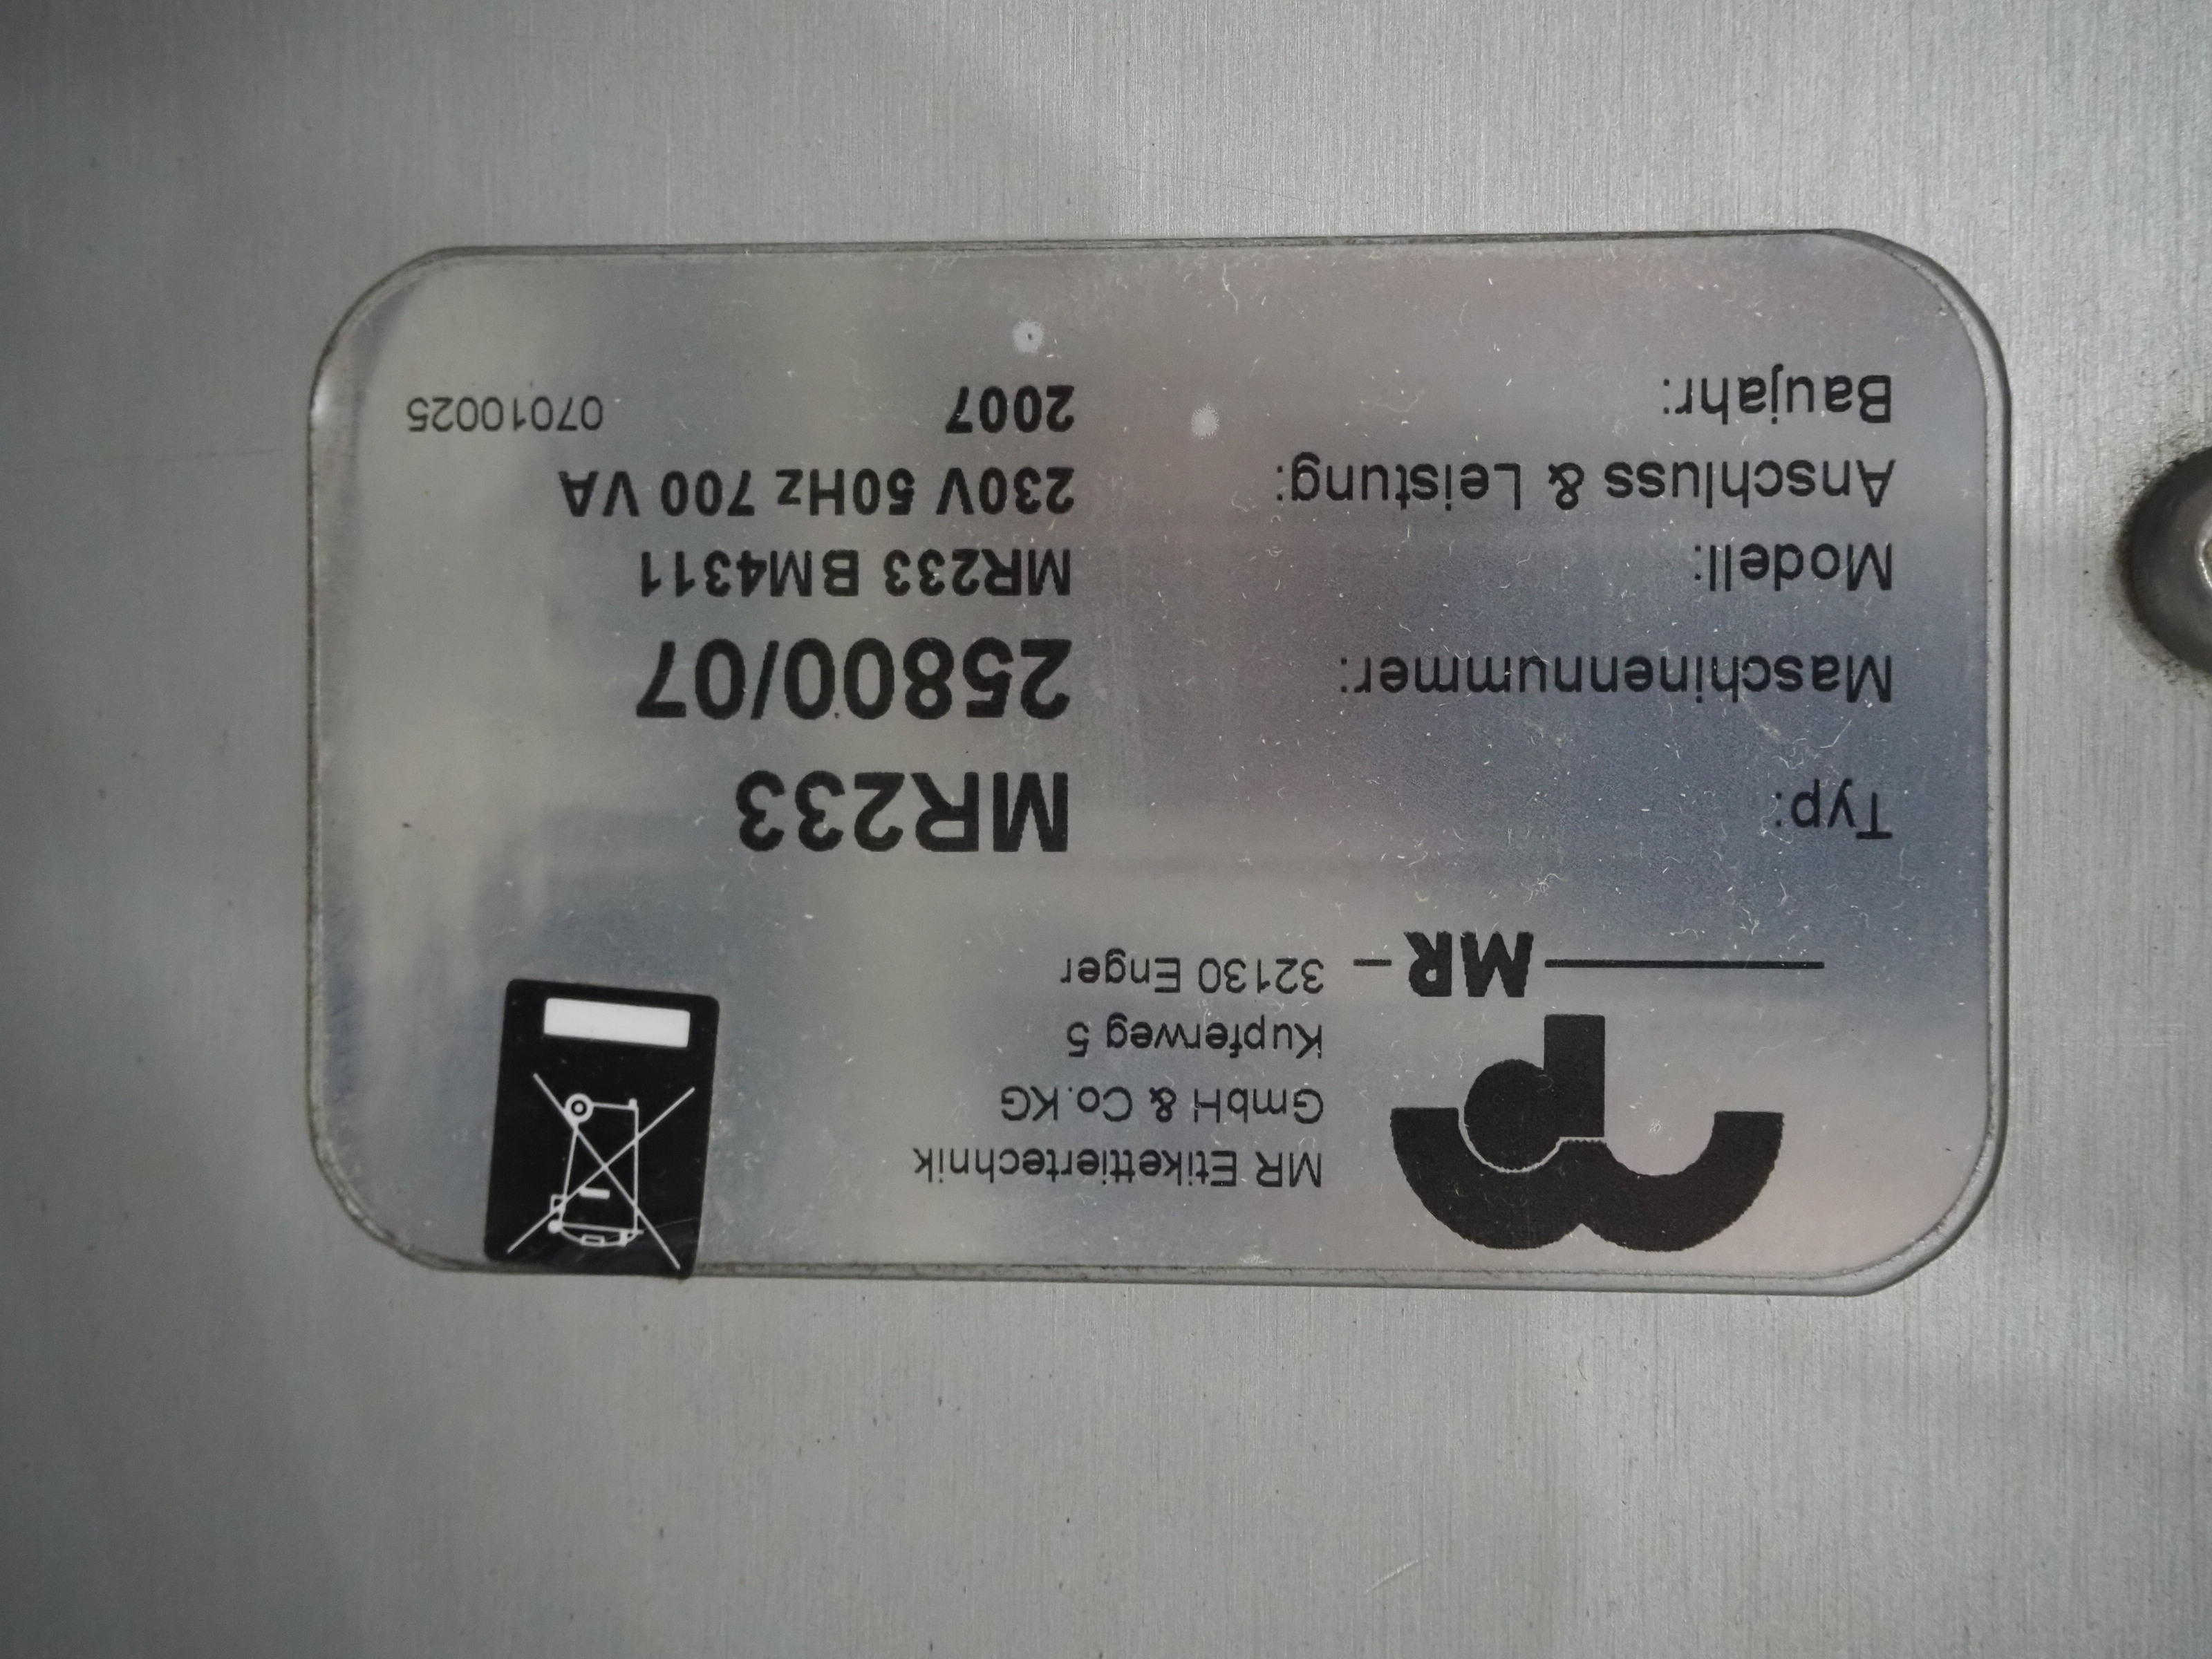 MR Etikettiertechnik
GmbH & Co.KG
Kupferweg 5
MR - 32130 Enger
Typ: MR233
Maschinennummer: 25800/07
Modell: MR233 BM4311
Anschluss & Leistung: 230V 50Hz 700 VA
Baujahr: 2007 07010025